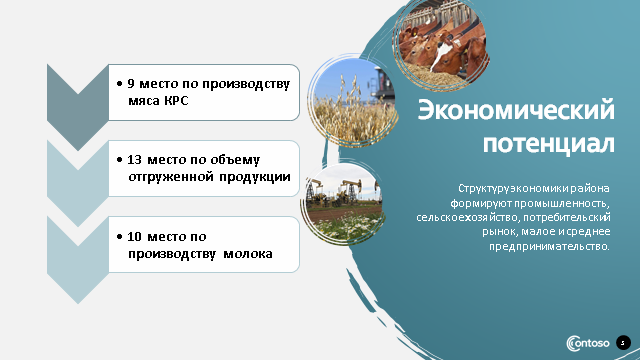 • 9 место по производству
мяса КРС
• 13 место по объему
отгруженной продукции
• 10 место по
производству молока
Экономический
потенциал
Структуру экономики района
формируют промышленность,
сельское хозяйство, потребительский
рынок, малое и среднее
предпринимательство.
Contoso
5